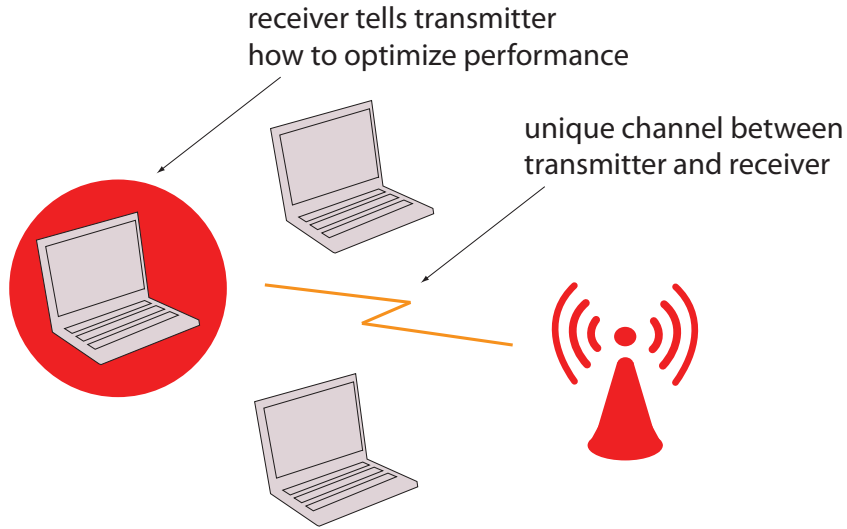 receiver tells transmitter
how to optimize performance
unique channel between
transmitter and receiver